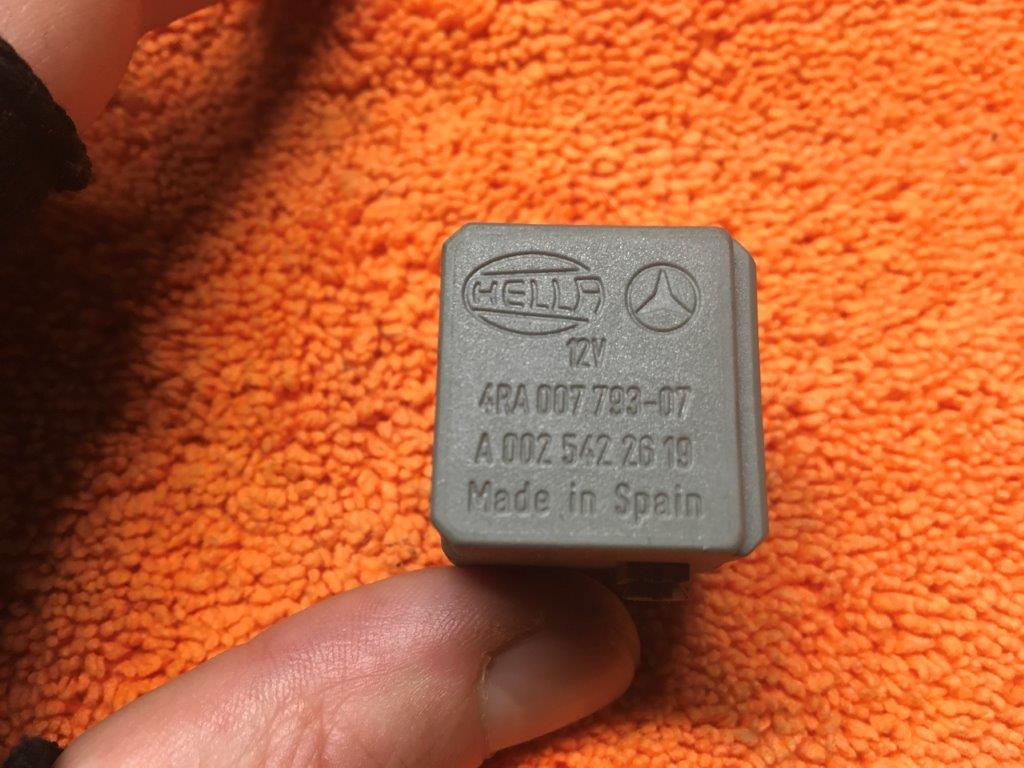 HELLA
12V
4RA 007 793-07
A 002 542 26 19
Made in Spain